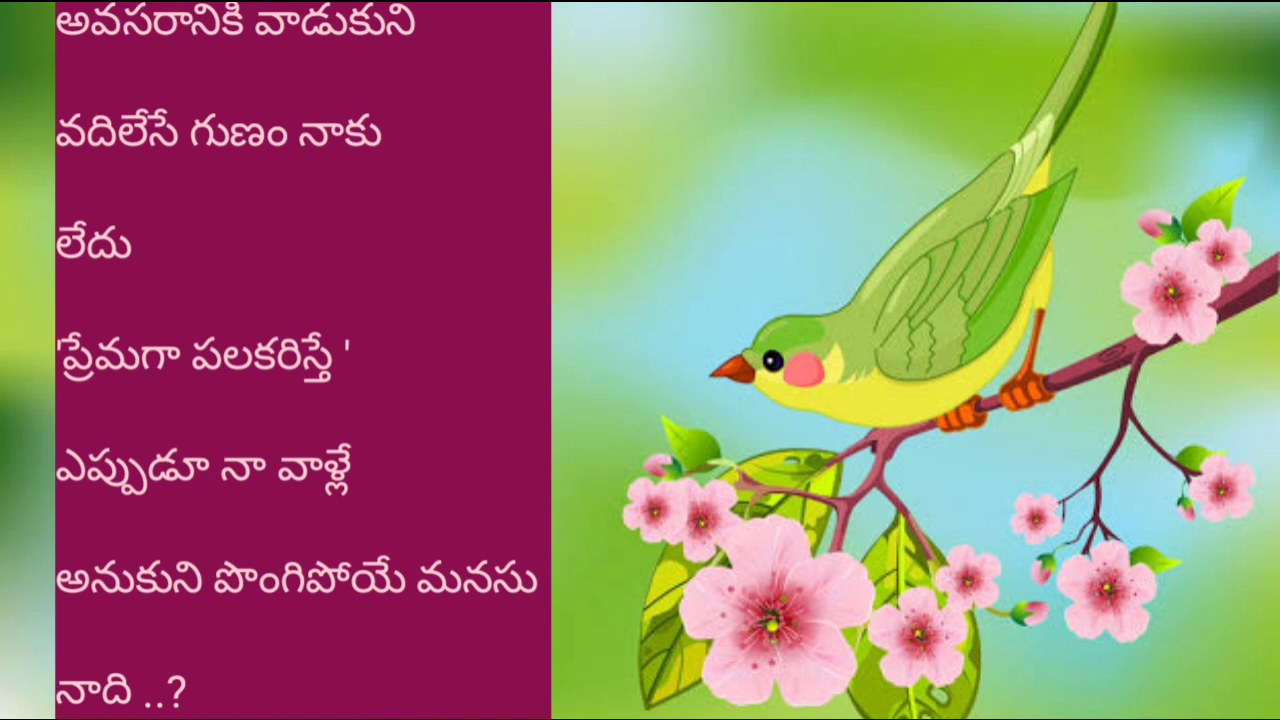 అవసరానికి వాడుకుని
వదిలేసే గుణం నాకు
లేదు
'ప్రేమగా పలకరిస్తే '
ఎప్పుడూ నా వాళ్లే
అనుకుని పొంగిపోయే మనసు
నాది ..?